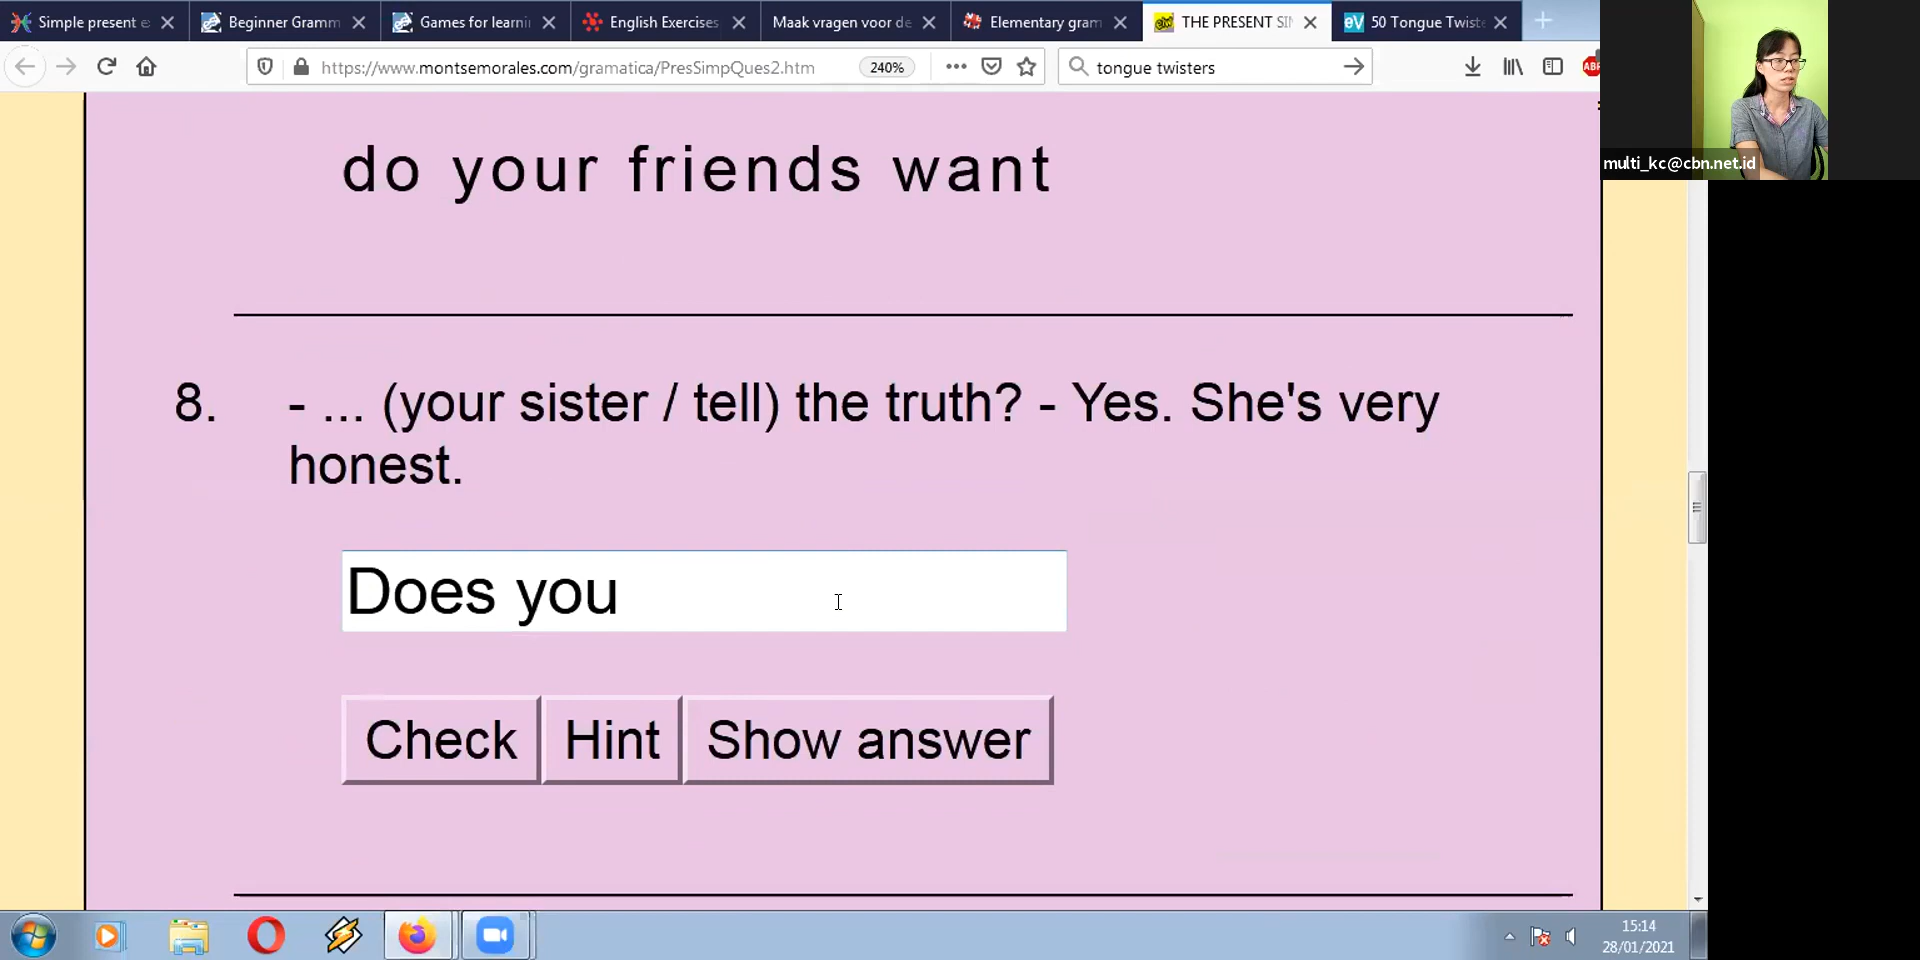 Simple present e
Beginner Gramm
Games for learni
English Exercises
Maak vragen voor de
Elementary gram
THE PRESENT SI
50 Tongue Twist
https://www.montsemorales.com/gramatica/PresSimpQues2.htm
240%
tongue twisters
ABP
multi_kc@cbn.net.id
do your friends want
8. - ... (your sister / tell) the truth? - Yes. She's very
honest.
Does you
Check
Hint
Show answer
eV
15:14
28/01/2021